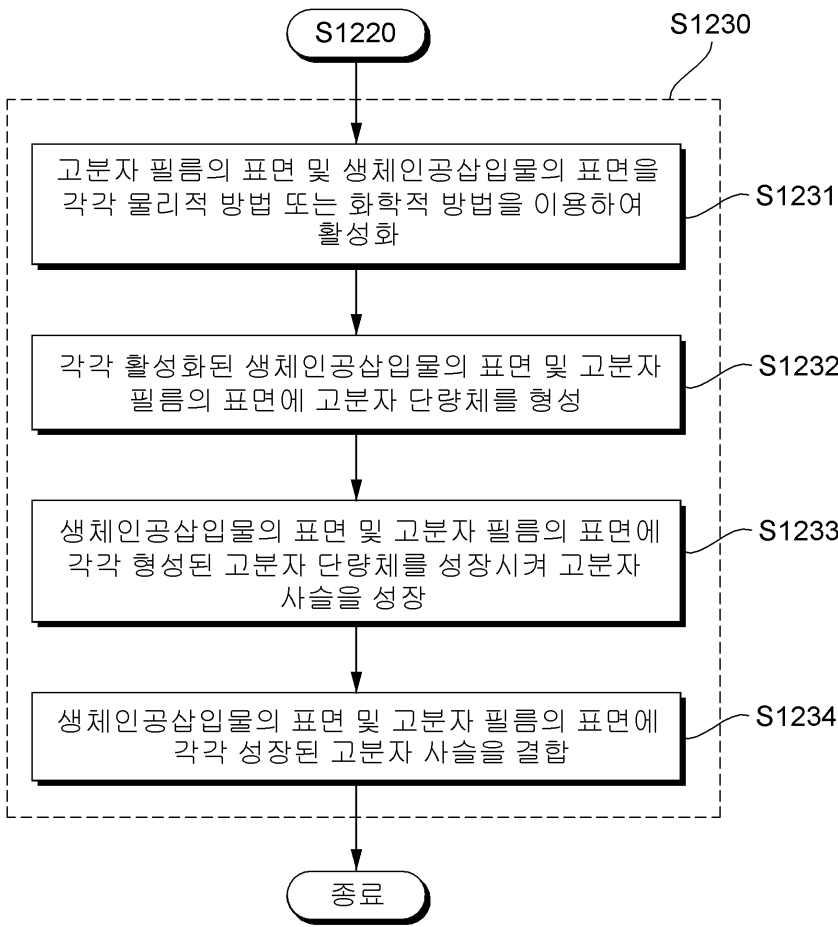 S1220
S1230
고분자 필름의 표면 및 생체인공삽입물의 표면을
각각 물리적 방법 또는 화학적 방법을 이용하여
활성화
S1231
각각 활성화된 생체인공삽입물의 표면 및 고분자
필름의 표면에 고분자 단량체를 형성
S1232
생체인공삽입물의 표면 및 고분자 필름의 표면에
각각 형성된 고분자 단량체를 성장시켜 고분자
사슬을 성장
S1233
생체인공삽입물의 표면 및 고분자 필름의 표면에
각각 성장된 고분자 사슬을 결합
S1234
종료